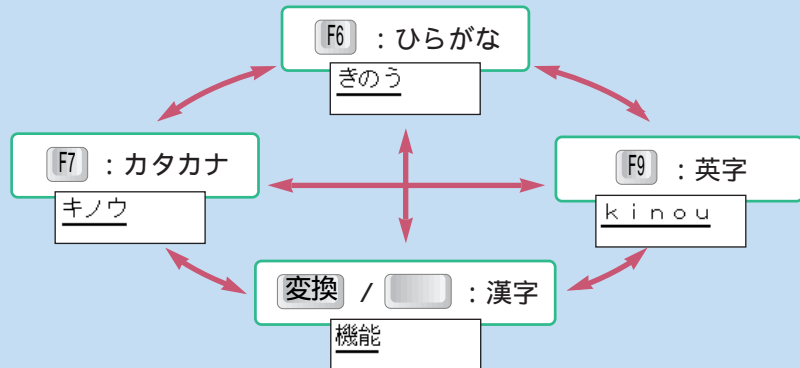 F6 :ひらがな
きのう
F7 :カタカナ
キノウ
F9 :英字
kinou
変換 / :漢字
機能